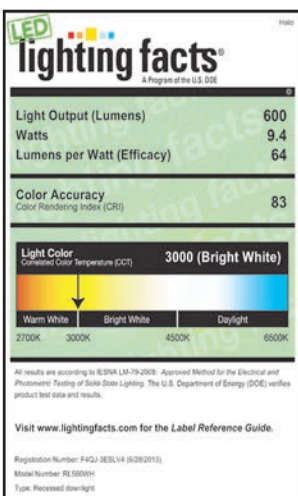 Halo
LED
lighting facts®
A Program of the U.S. DOE
Light Output (Lumens) 600
Watts 9.4
Lumens per Watt (Efficacy) 64
Color Accuracy 83
Color Rendering Index (CRI)
Light Color 3000 (Bright White)
Correlated Color Temperature (CCT)
Warm White Bright White Daylight
2700K 3000K 4500K 6500K
All results are according to IESNA LM-79-2008: Approved Method for the Electrical and
Photometric Testing of Solid-State Lighting. The U.S. Department of Energy (DOE) verifies
product test data and results.
Visit www.lightingfacts.com for the Label Reference Guide.
Registration Number: F4QJ-3ESLV4 (6/28/2013)
Model Number: RL560WH
Type: Recessed downlight